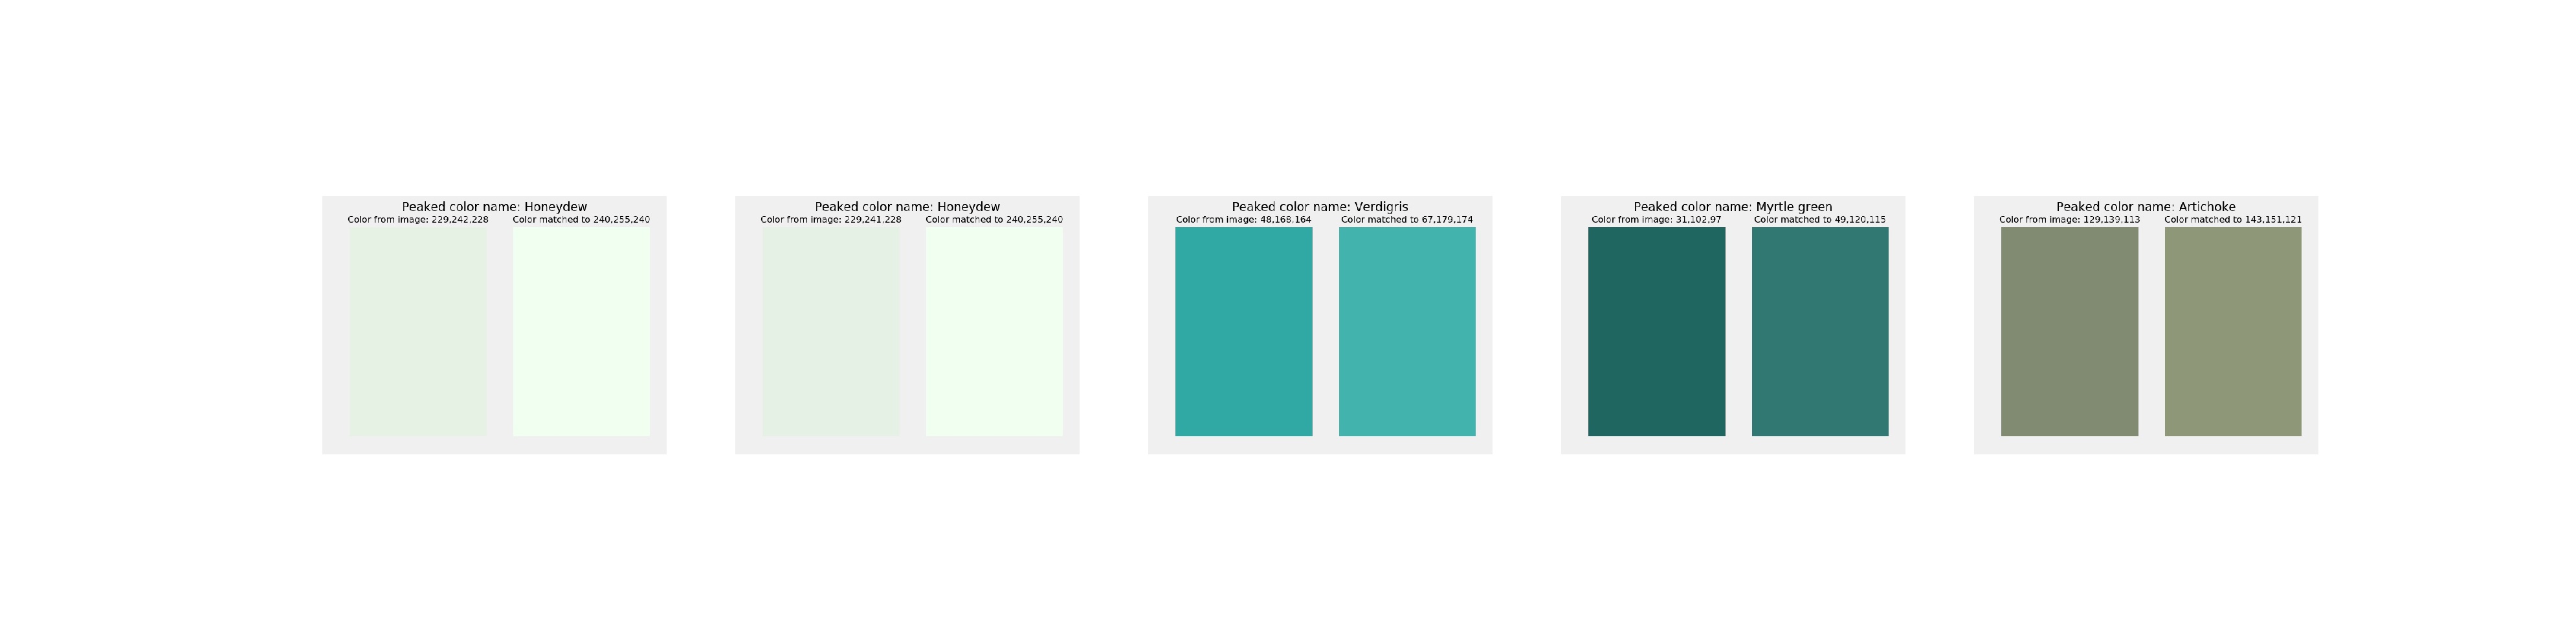 Peaked color name: Honeydew
Color from image: 229,242,228
Color matched to 240,255,240
Peaked color name: Honeydew
Color from image: 229,241,228
Color matched to 240,255,240
Peaked color name: Verdigris
Color from image: 48,168,164
Color matched to 67,179,174
Peaked color name: Myrtle green
Color from image: 31,102,97
Color matched to 49,120,115
Peaked color name: Artichoke
Color from image: 129,139,113
Color matched to 143,151,121